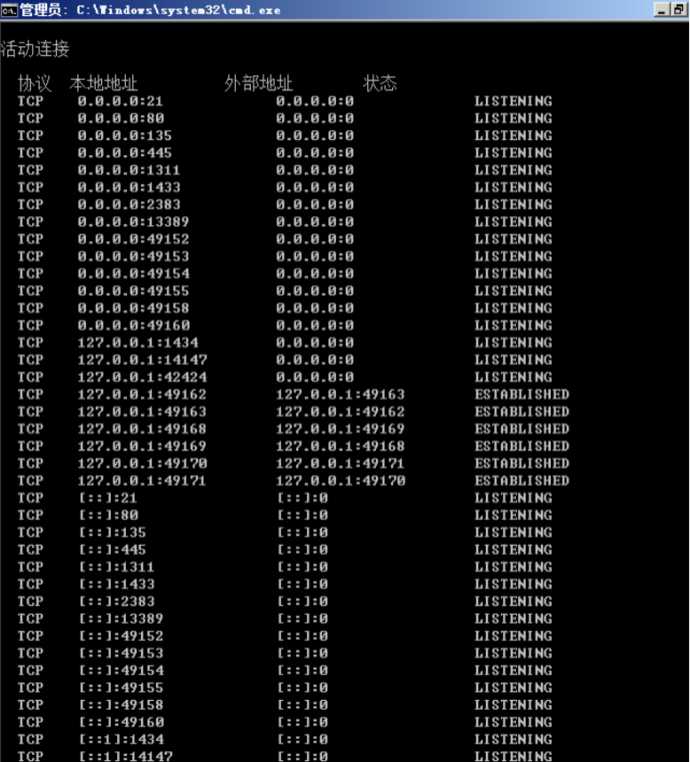 管理员: C:\Windows\system32\cmd.exe
活动连接
协议 本地地址 外部地址 状态
TCP 0.0.0.0:21 0.0.0.0:0 LISTENING
TCP 0.0.0.0:80 0.0.0.0:0 LISTENING
TCP 0.0.0.0:135 0.0.0.0:0 LISTENING
TCP 0.0.0.0:445 0.0.0.0:0 LISTENING
TCP 0.0.0.0:1311 0.0.0.0:0 LISTENING
TCP 0.0.0.0:1433 0.0.0.0:0 LISTENING
TCP 0.0.0.0:2383 0.0.0.0:0 LISTENING
TCP 0.0.0.0:13389 0.0.0.0:0 LISTENING
TCP 0.0.0.0:49152 0.0.0.0:0 LISTENING
TCP 0.0.0.0:49153 0.0.0.0:0 LISTENING
TCP 0.0.0.0:49154 0.0.0.0:0 LISTENING
TCP 0.0.0.0:49155 0.0.0.0:0 LISTENING
TCP 0.0.0.0:49158 0.0.0.0:0 LISTENING
TCP 0.0.0.0:49160 0.0.0.0:0 LISTENING
TCP 127.0.0.1:1434 0.0.0.0:0 LISTENING
TCP 127.0.0.1:14147 0.0.0.0:0 LISTENING
TCP 127.0.0.1:42424 0.0.0.0:0 LISTENING
TCP 127.0.0.1:49162 127.0.0.1:49163 ESTABLISHED
TCP 127.0.0.1:49163 127.0.0.1:49162 ESTABLISHED
TCP 127.0.0.1:49168 127.0.0.1:49169 ESTABLISHED
TCP 127.0.0.1:49169 127.0.0.1:49168 ESTABLISHED
TCP 127.0.0.1:49170 127.0.0.1:49171 ESTABLISHED
TCP 127.0.0.1:49171 127.0.0.1:49170 ESTABLISHED
TCP [::]:21 [::]:0 LISTENING
TCP [::]:80 [::]:0 LISTENING
TCP [::]:135 [::]:0 LISTENING
TCP [::]:445 [::]:0 LISTENING
TCP [::]:1311 [::]:0 LISTENING
TCP [::]:1433 [::]:0 LISTENING
TCP [::]:2383 [::]:0 LISTENING
TCP [::]:13389 [::]:0 LISTENING
TCP [::]:49152 [::]:0 LISTENING
TCP [::]:49153 [::]:0 LISTENING
TCP [::]:49154 [::]:0 LISTENING
TCP [::]:49155 [::]:0 LISTENING
TCP [::]:49158 [::]:0 LISTENING
TCP [::]:49160 [::]:0 LISTENING
TCP [::1]:1434 [::]:0 LISTENING
TCP [::1]:14147 [::]:0 LISTENING